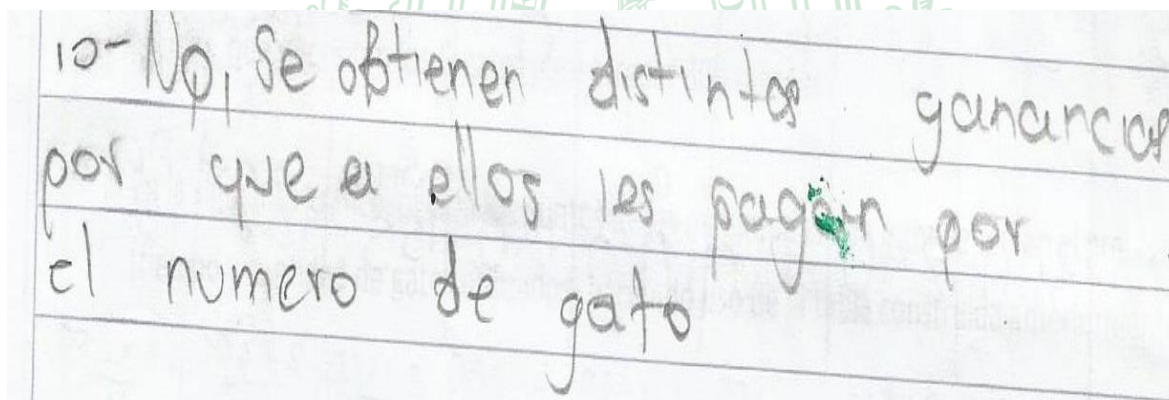 10- No, Se obtienen distintas ganancias
por que a ellos les pagan por
el numero de gato